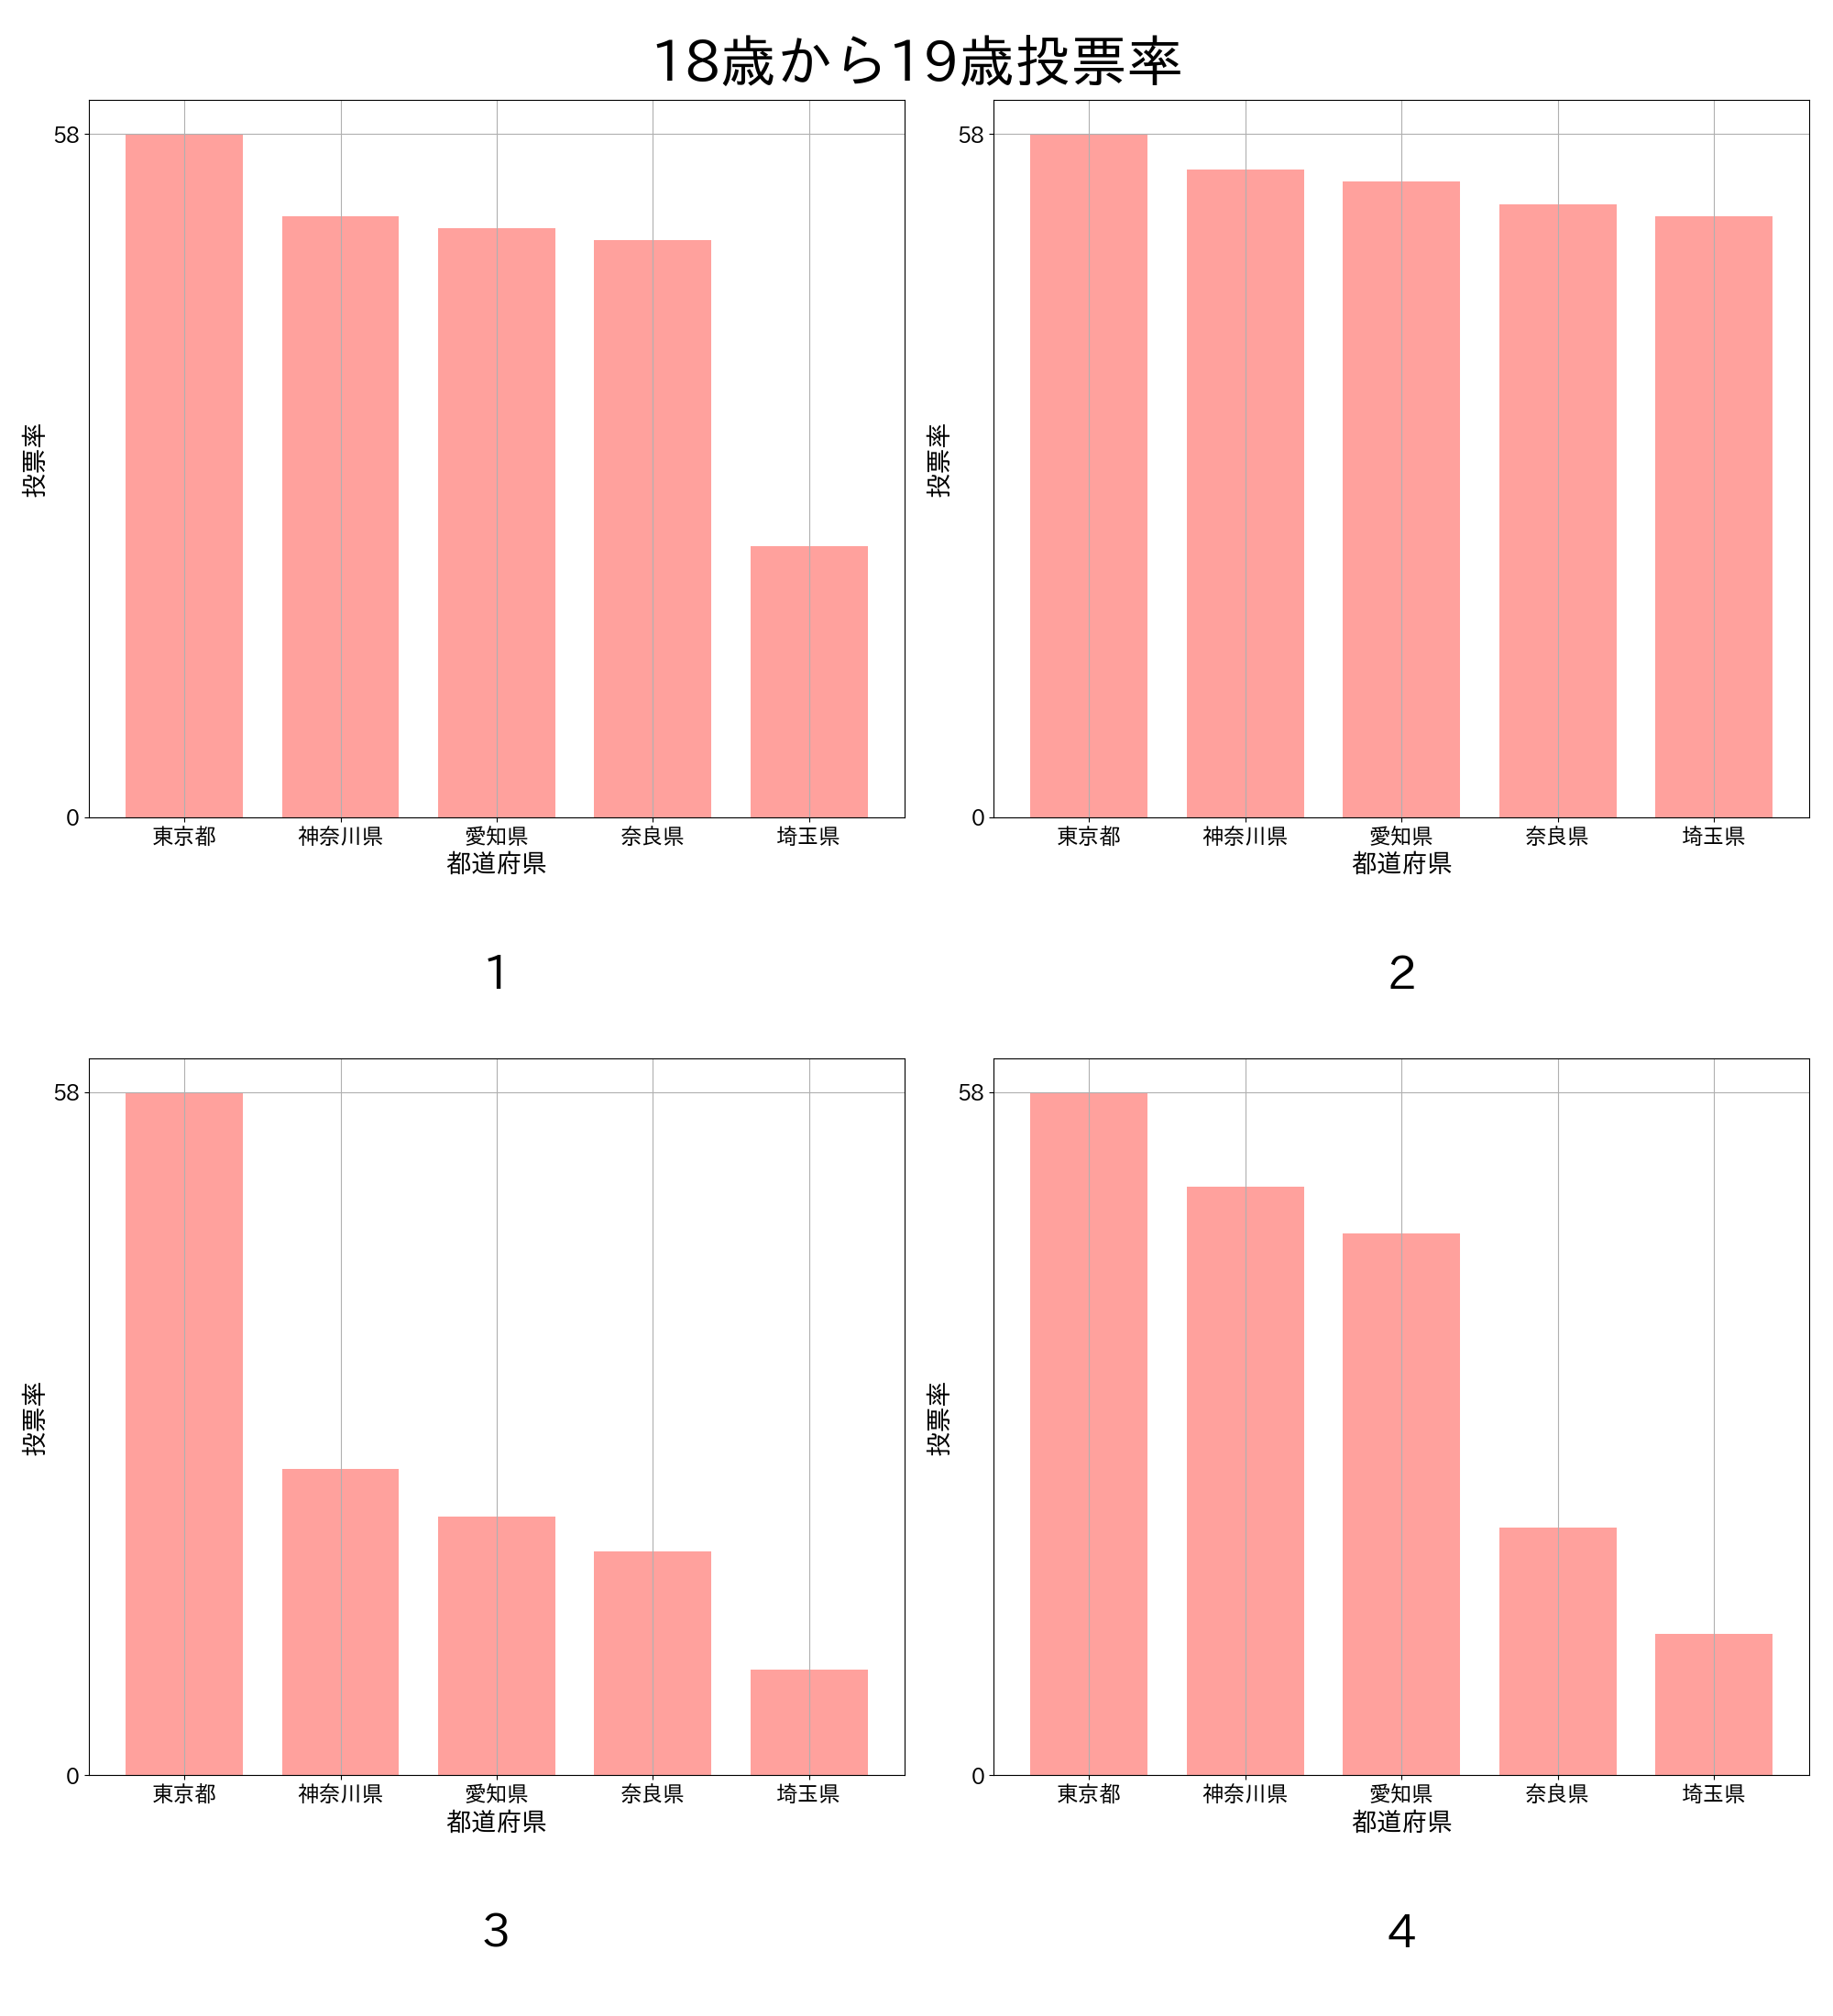 18歳から19歳投票率
58
0
投票率
東京都 神奈川県 愛知県 奈良県 埼玉県
都道府県
1
58
0
投票率
東京都 神奈川県 愛知県 奈良県 埼玉県
都道府県
2
58
0
投票率
東京都 神奈川県 愛知県 奈良県 埼玉県
都道府県
3
58
0
投票率
東京都 神奈川県 愛知県 奈良県 埼玉県
都道府県
4